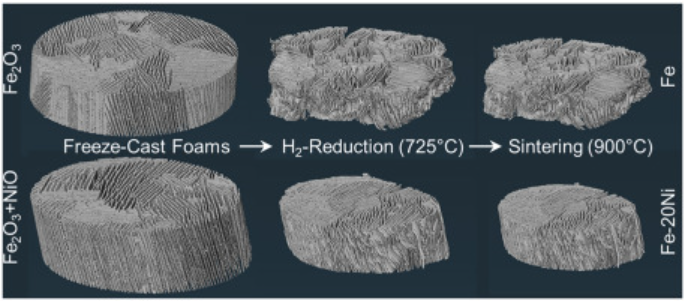 Fe₂O₃
Fe
Freeze-Cast Foams → H₂-Reduction (725°C) → Sintering (900°C)
Fe₂O₃+NiO
Fe-20Ni